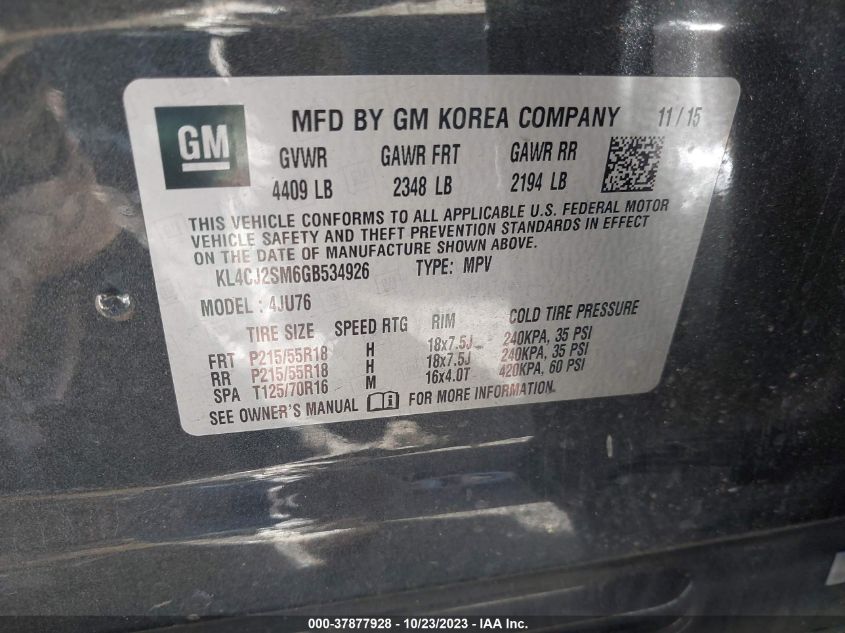 GM
MFD BY GM KOREA COMPANY 11/15
GVWR GAWR FRT GAWR RR
4409 LB 2348 LB 2194 LB
THIS VEHICLE CONFORMS TO ALL APPLICABLE U.S. FEDERAL MOTOR
VEHICLE SAFETY AND THEFT PREVENTION STANDARDS IN EFFECT
ON THE DATE OF MANUFACTURE SHOWN ABOVE.
KL4CJ2SM6GB534926 TYPE: MPV
MODEL: 4JU76
TIRE SIZE SPEED RTG RIM COLD TIRE PRESSURE
FRT P215/55R18 H 18x7.5J 240KPA, 35 PSI
RR P215/55R18 H 18x7.5J 240KPA, 35 PSI
SPA T125/70R16 M 16x4.0T 420KPA, 60 PSI
SEE OWNER'S MANUAL FOR MORE INFORMATION.
000-37877928 - 10/23/2023 - IAA Inc.